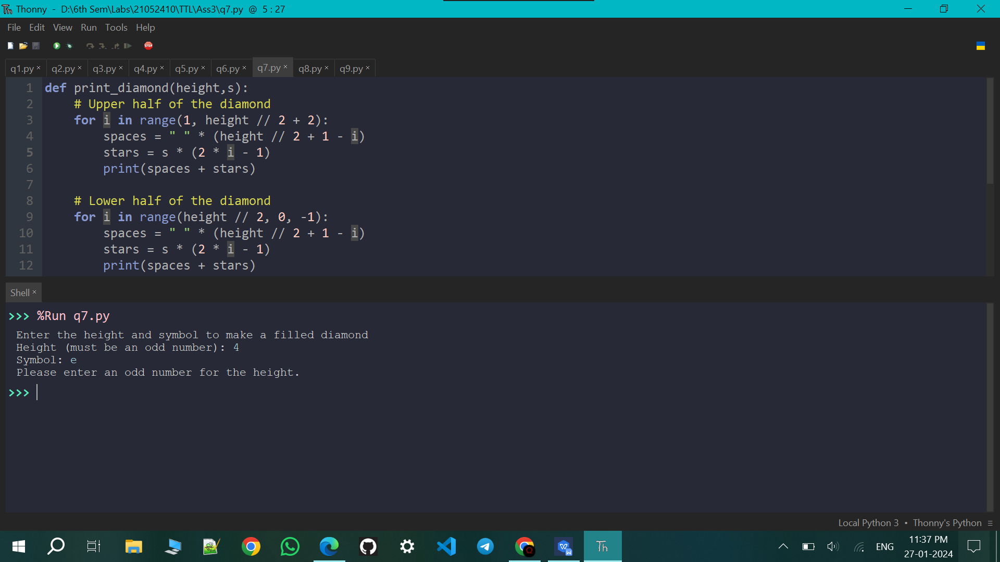 Thonny - D:\6th Sem\Labs\21052410\TTL\Ass3\q7.py @ 5 : 27
File Edit View Run Tools Help
STOP
q1.py × q2.py × q3.py × q4.py × q5.py × q6.py × q7.py × q8.py × q9.py ×
1 def print_diamond(height,s):
2     # Upper half of the diamond
3     for i in range(1, height // 2 + 2):
4         spaces = " " * (height // 2 + 1 - i)
5         stars = s * (2 * i - 1)
6         print(spaces + stars)
7
8     # Lower half of the diamond
9     for i in range(height // 2, 0, -1):
10         spaces = " " * (height // 2 + 1 - i)
11         stars = s * (2 * i - 1)
12         print(spaces + stars)
Shell ×
>>> %Run q7.py
Enter the height and symbol to make a filled diamond
Height (must be an odd number): 4
Symbol: e
Please enter an odd number for the height.
>>>
Local Python 3 • Thonny's Python ≡
Th
ENG
11:37 PM
27-01-2024